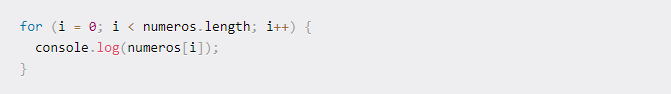 for (i = 0; i < numeros.length; i++) {
  console.log(numeros[i]);
}